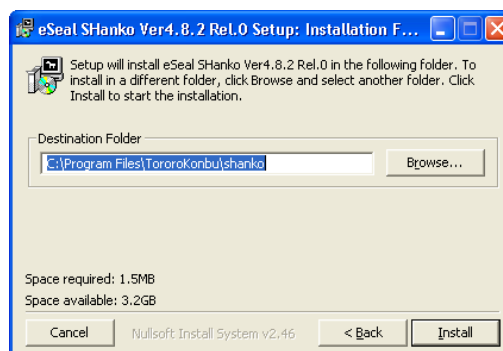 eSeal SHanko Ver4.8.2 Rel.0 Setup: Installation F...
Setup will install eSeal SHanko Ver4.8.2 Rel.0 in the following folder. To
install in a different folder, click Browse and select another folder. Click
Install to start the installation.
Destination Folder
C:\Program Files\TororoKonbu\shanko
Browse...
Space required: 1.5MB
Space available: 3.2GB
Cancel
Nullsoft Install System v2.46
< Back
Install